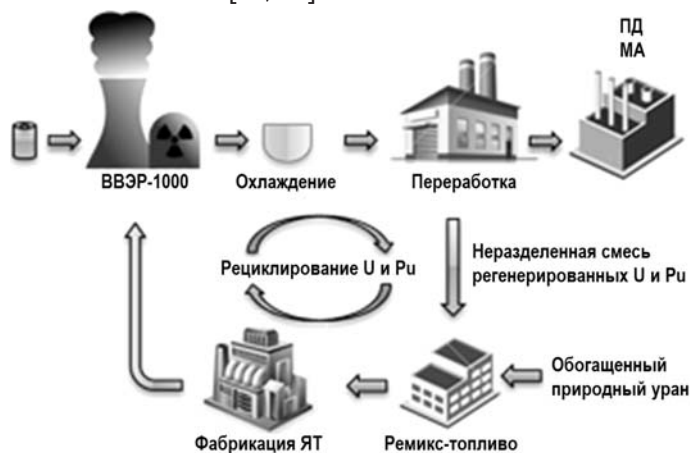 ПД
МА
ВВЭР-1000
Охлаждение
Переработка
Рециклирование U и Pu
Неразделенная смесь
регенерированных U и Pu
Обогащенный
природный уран
Фабрикация ЯТ
Ремикс-топливо